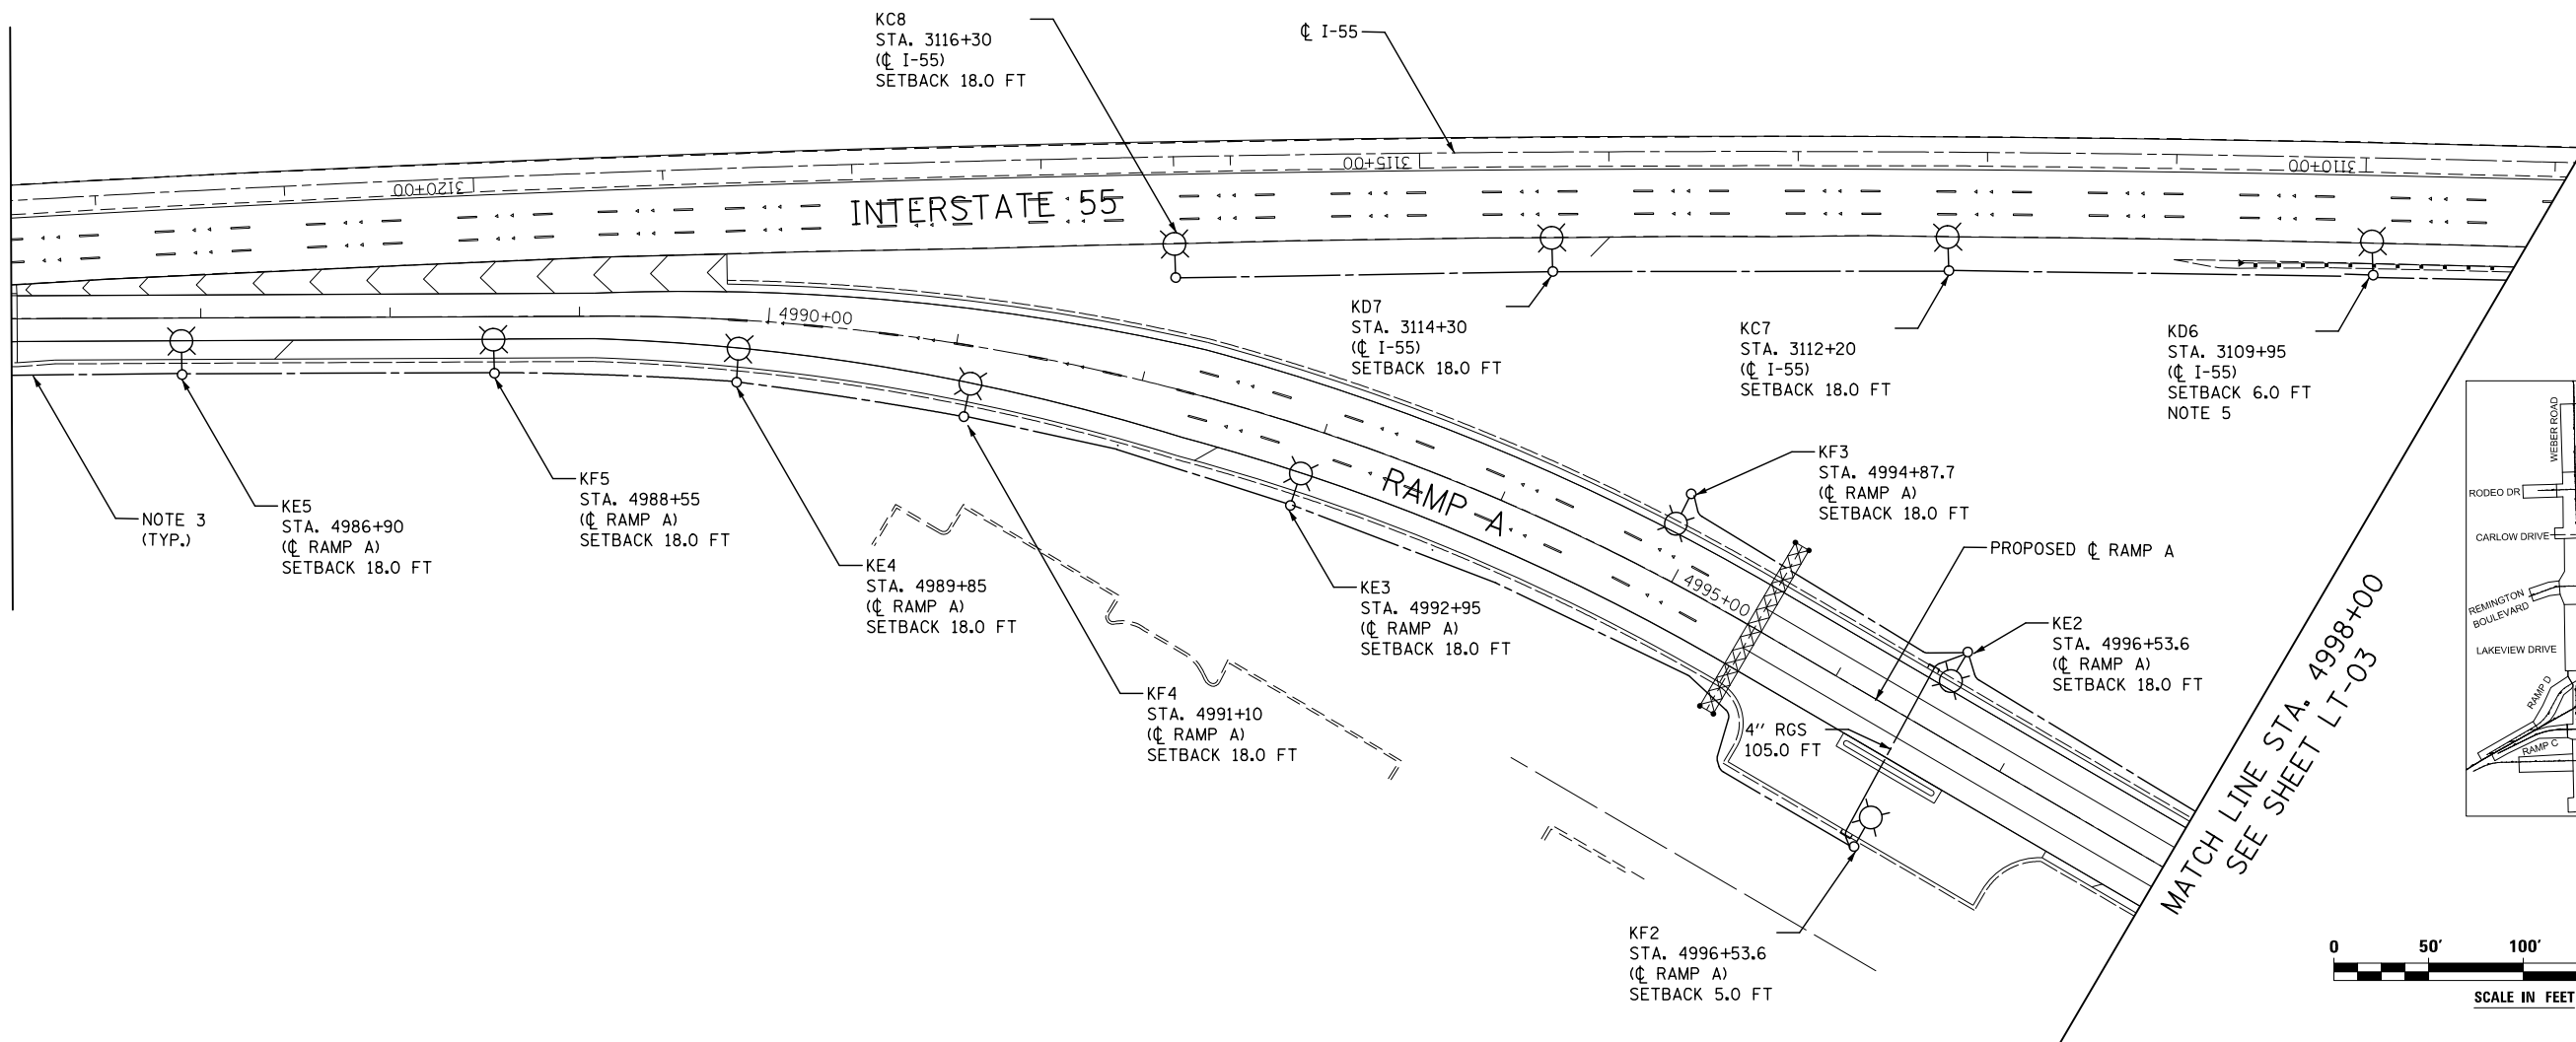 KC8
STA. 3116+30
(℄ I-55)
SETBACK 18.0 FT
℄ I-55
3120+00
3115+00
3110+00
INTERSTATE 55
4990+00
KD7
STA. 3114+30
(℄ I-55)
SETBACK 18.0 FT
KC7
STA. 3112+20
(℄ I-55)
SETBACK 18.0 FT
KD6
STA. 3109+95
(℄ I-55)
SETBACK 6.0 FT
NOTE 5
NOTE 3
(TYP.)
KE5
STA. 4986+90
(℄ RAMP A)
SETBACK 18.0 FT
KF5
STA. 4988+55
(℄ RAMP A)
SETBACK 18.0 FT
KE4
STA. 4989+85
(℄ RAMP A)
SETBACK 18.0 FT
KF4
STA. 4991+10
(℄ RAMP A)
SETBACK 18.0 FT
KE3
STA. 4992+95
(℄ RAMP A)
SETBACK 18.0 FT
RAMP A
KF3
STA. 4994+87.7
(℄ RAMP A)
SETBACK 18.0 FT
PROPOSED ℄ RAMP A
4995+00
KE2
STA. 4996+53.6
(℄ RAMP A)
SETBACK 18.0 FT
4'' RGS
105.0 FT
KF2
STA. 4996+53.6
(℄ RAMP A)
SETBACK 5.0 FT
MATCH LINE STA. 4998+00
SEE SHEET LT-03
WEBER ROAD
RODEO DR
CARLOW DRIVE
REMINGTON
BOULEVARD
LAKEVIEW DRIVE
RAMP D
RAMP C
0 50' 100'
SCALE IN FEET